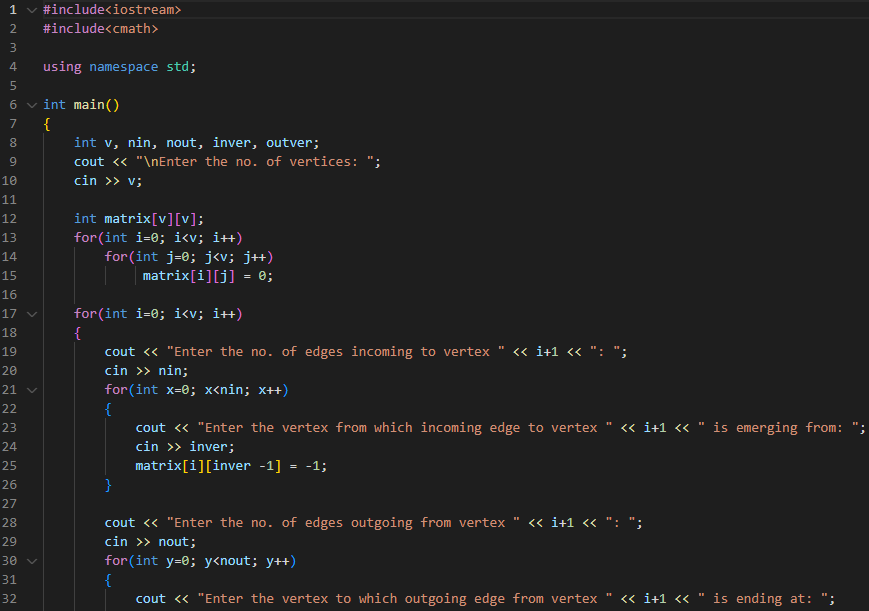 1 #include<iostream>
2 #include<cmath>
3
4 using namespace std;
5
6 int main()
7 {
8     int v, nin, nout, inver, outver;
9     cout << "\nEnter the no. of vertices: ";
10     cin >> v;
11
12     int matrix[v][v];
13     for(int i=0; i<v; i++)
14         for(int j=0; j<v; j++)
15             matrix[i][j] = 0;
16
17     for(int i=0; i<v; i++)
18     {
19         cout << "Enter the no. of edges incoming to vertex " << i+1 << ": ";
20         cin >> nin;
21         for(int x=0; x<nin; x++)
22         {
23             cout << "Enter the vertex from which incoming edge to vertex " << i+1 << " is emerging from: ";
24             cin >> inver;
25             matrix[i][inver -1] = -1;
26         }
27
28         cout << "Enter the no. of edges outgoing from vertex " << i+1 << ": ";
29         cin >> nout;
30         for(int y=0; y<nout; y++)
31         {
32             cout << "Enter the vertex to which outgoing edge from vertex " << i+1 << " is ending at: ";